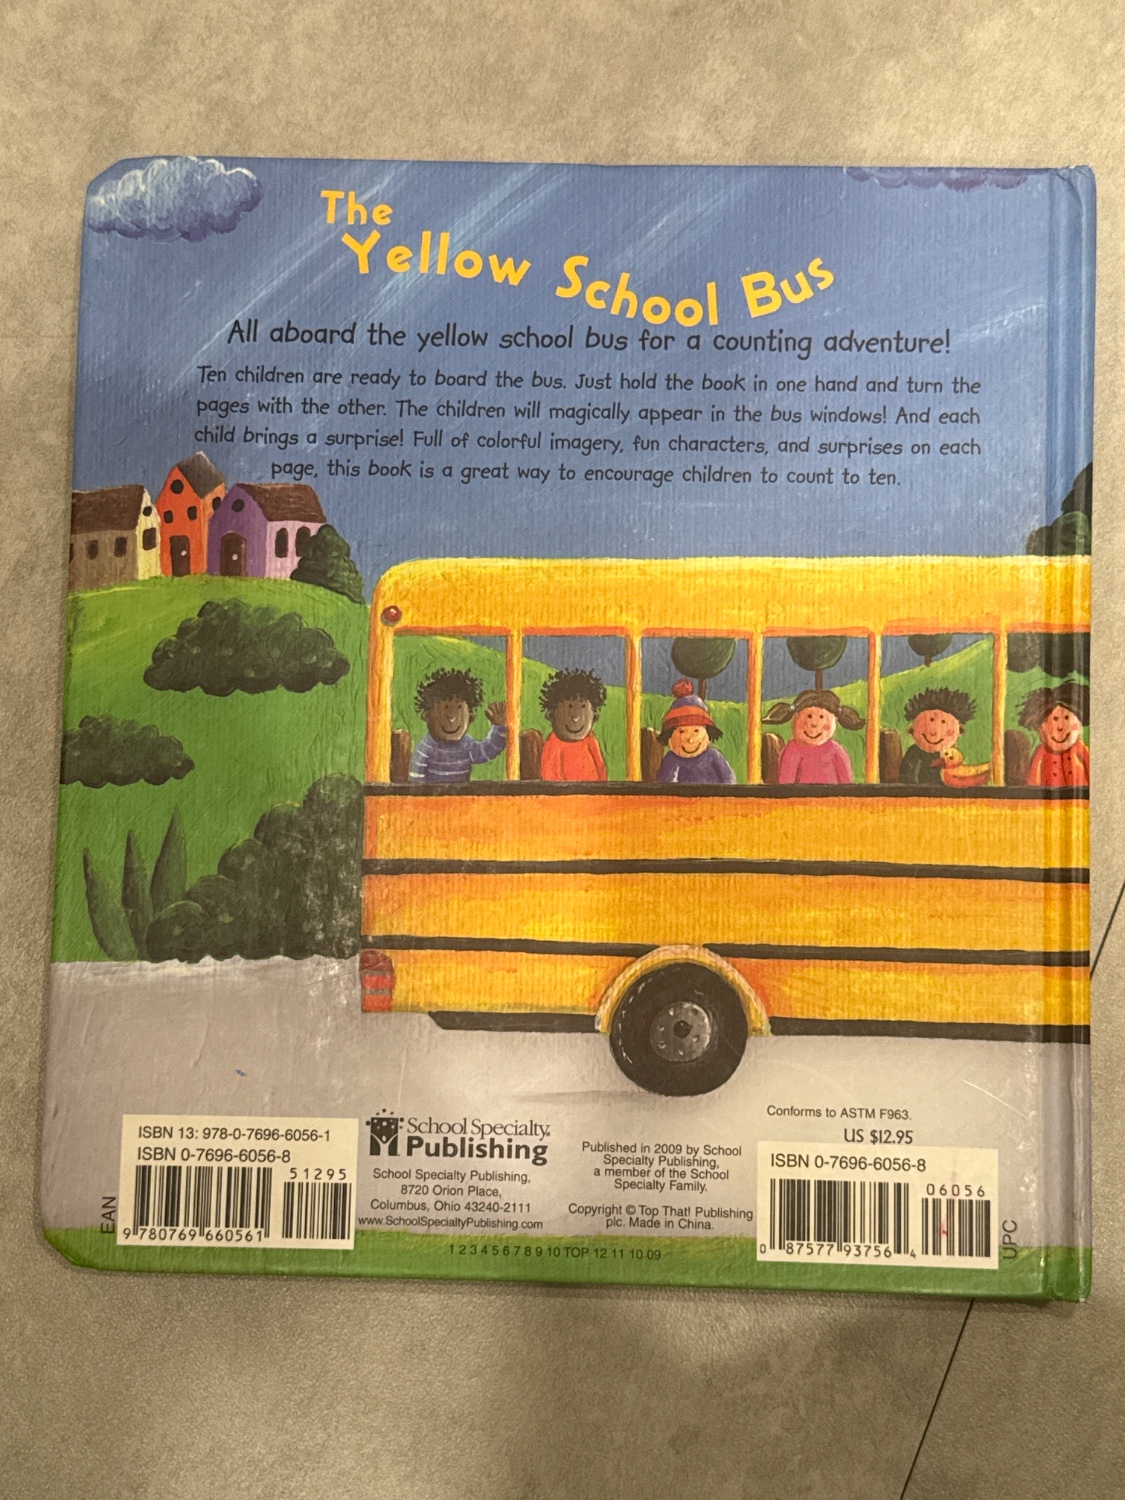 The
Yellow School Bus
All aboard the yellow school bus for a counting adventure!
Ten children are ready to board the bus. Just hold the book in one hand and turn the
pages with the other. The children will magically appear in the bus windows! And each
child brings a surprise! Full of colorful imagery, fun characters, and surprises on each
page, this book is a great way to encourage children to count to ten.
ISBN 13: 978-0-7696-6056-1
ISBN 0-7696-6056-8
51295
EAN
9 780769 660561
School Specialty
Publishing
School Specialty Publishing,
8720 Orion Place,
Columbus, Ohio 43240-2111
www.SchoolSpecialtyPublishing.com
Published in 2009 by School
Specialty Publishing,
a member of the School
Specialty Family.
Copyright © Top That! Publishing
plc. Made in China.
1 2 3 4 5 6 7 8 9 10 TOP 12 11 10 09
Conforms to ASTM F963.
US $12.95
ISBN 0-7696-6056-8
06056
0 87577 93756 4
UPC